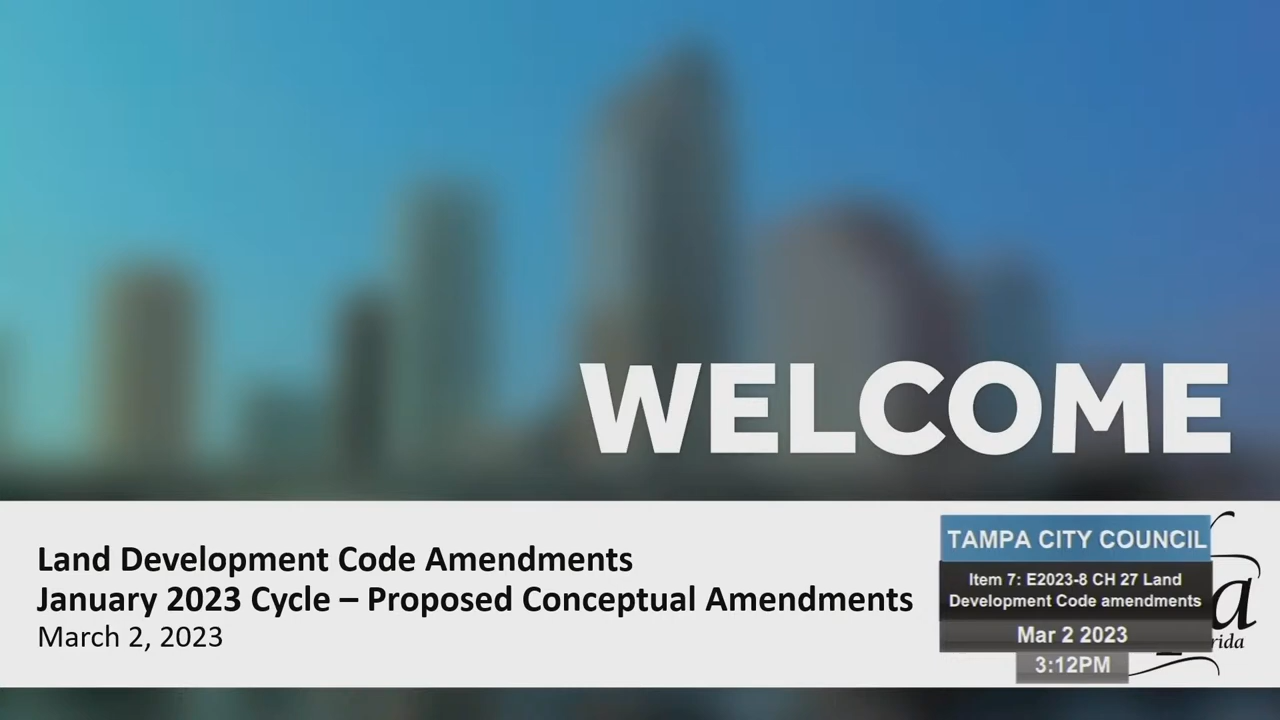 WELCOME
Land Development Code Amendments
January 2023 Cycle – Proposed Conceptual Amendments
March 2, 2023
TAMPA CITY COUNCIL
Item 7: E2023-8 CH 27 Land
Development Code amendments
Mar 2 2023
3:12PM